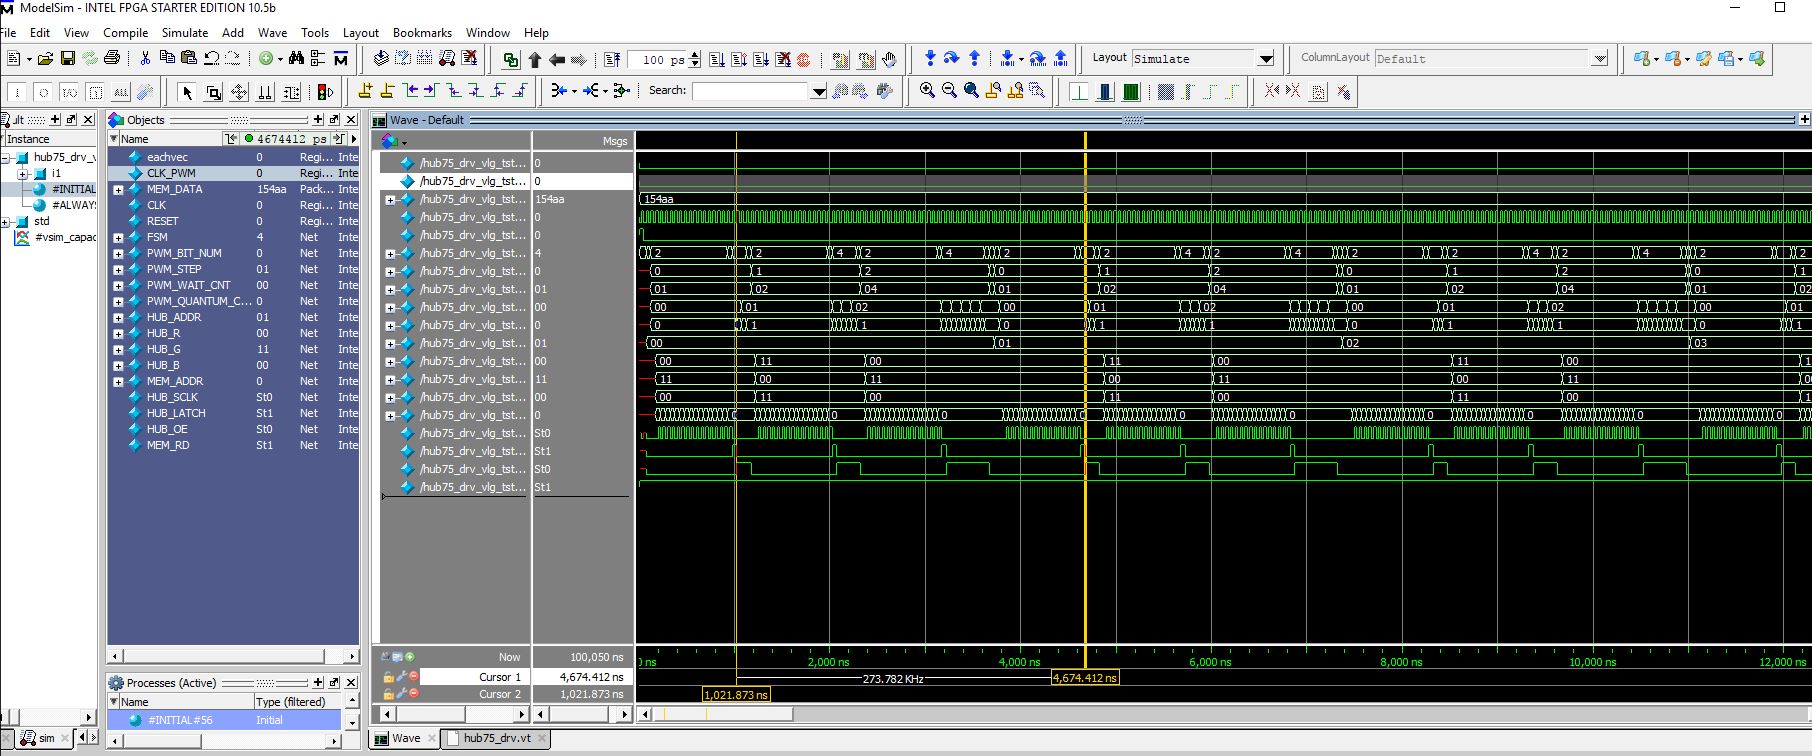 ModelSim - INTEL FPGA STARTER EDITION 10.5b
File Edit View Compile Simulate Add Wave Tools Layout Bookmarks Window Help
100 ps
Layout Simulate
ColumnLayout Default
Search:
ult
Instance
hub75_drv_v
i1
#INITIAL
#ALWAYS
std
#vsim_capac
Objects
Name 4674412 ps
eachvec 0 Regi... Inte
CLK_PWM 0 Regi... Inte
MEM_DATA 154aa Pack... Inte
CLK 0 Regi... Inte
RESET 0 Regi... Inte
FSM 4 Net Inte
PWM_BIT_NUM 0 Net Inte
PWM_STEP 01 Net Inte
PWM_WAIT_CNT 00 Net Inte
PWM_QUANTUM_C... 0 Net Inte
HUB_ADDR 01 Net Inte
HUB_R 00 Net Inte
HUB_G 11 Net Inte
HUB_B 00 Net Inte
MEM_ADDR 0 Net Inte
HUB_SCLK St0 Net Inte
HUB_LATCH St1 Net Inte
HUB_OE St0 Net Inte
MEM_RD St1 Net Inte
Processes (Active)
Name Type (filtered)
#INITIAL#56 Initial
sim
Wave - Default
Msgs
/hub75_drv_vlg_tst... 0
/hub75_drv_vlg_tst... 0
/hub75_drv_vlg_tst... 154aa 154aa
/hub75_drv_vlg_tst... 0
/hub75_drv_vlg_tst... 0
/hub75_drv_vlg_tst... 4 2 2 4 2 4 2 2 4 2 4 2 2 4 2 4 2 2
/hub75_drv_vlg_tst... 0 0 1 2 0 1 2 0 1 2 0 1
/hub75_drv_vlg_tst... 01 01 02 04 01 02 04 01 02 04 01 02
/hub75_drv_vlg_tst... 00 00 01 02 00 01 02 00 01 02 00 01
/hub75_drv_vlg_tst... 0 0 1 1 0 1 1 0 1 1 0 1
/hub75_drv_vlg_tst... 01 00 01 02 03
/hub75_drv_vlg_tst... 00 00 11 00 11 00 11 00 1
/hub75_drv_vlg_tst... 11 11 00 11 00 11 00 11 0
/hub75_drv_vlg_tst... 00 00 11 00 11 00 11 00 1
/hub75_drv_vlg_tst... 0 0 0 0 0 0 0 0 0 0 0
/hub75_drv_vlg_tst... St0
/hub75_drv_vlg_tst... St1
/hub75_drv_vlg_tst... St0
/hub75_drv_vlg_tst... St1
Now 100,050 ns ns 2,000 ns 4,000 ns 6,000 ns 8,000 ns 10,000 ns 12,000 ns
Cursor 1 4,674.412 ns 273.782 KHz 4,674.412 ns
Cursor 2 1,021.873 ns 1,021.873 ns
Wave hub75_drv.vt